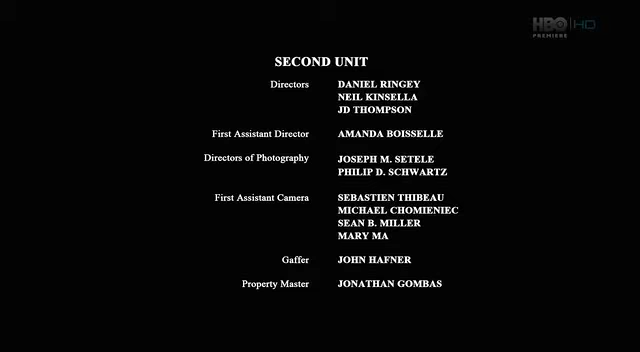 HBO HD
PREMIERE
SECOND UNIT
Directors DANIEL RINGEY
NEIL KINSELLA
JD THOMPSON
First Assistant Director AMANDA BOISSELLE
Directors of Photography JOSEPH M. SETELE
PHILIP D. SCHWARTZ
First Assistant Camera SEBASTIEN THIBEAU
MICHAEL CHOMIENIEC
SEAN B. MILLER
MARY MA
Gaffer JOHN HAFNER
Property Master JONATHAN GOMBAS